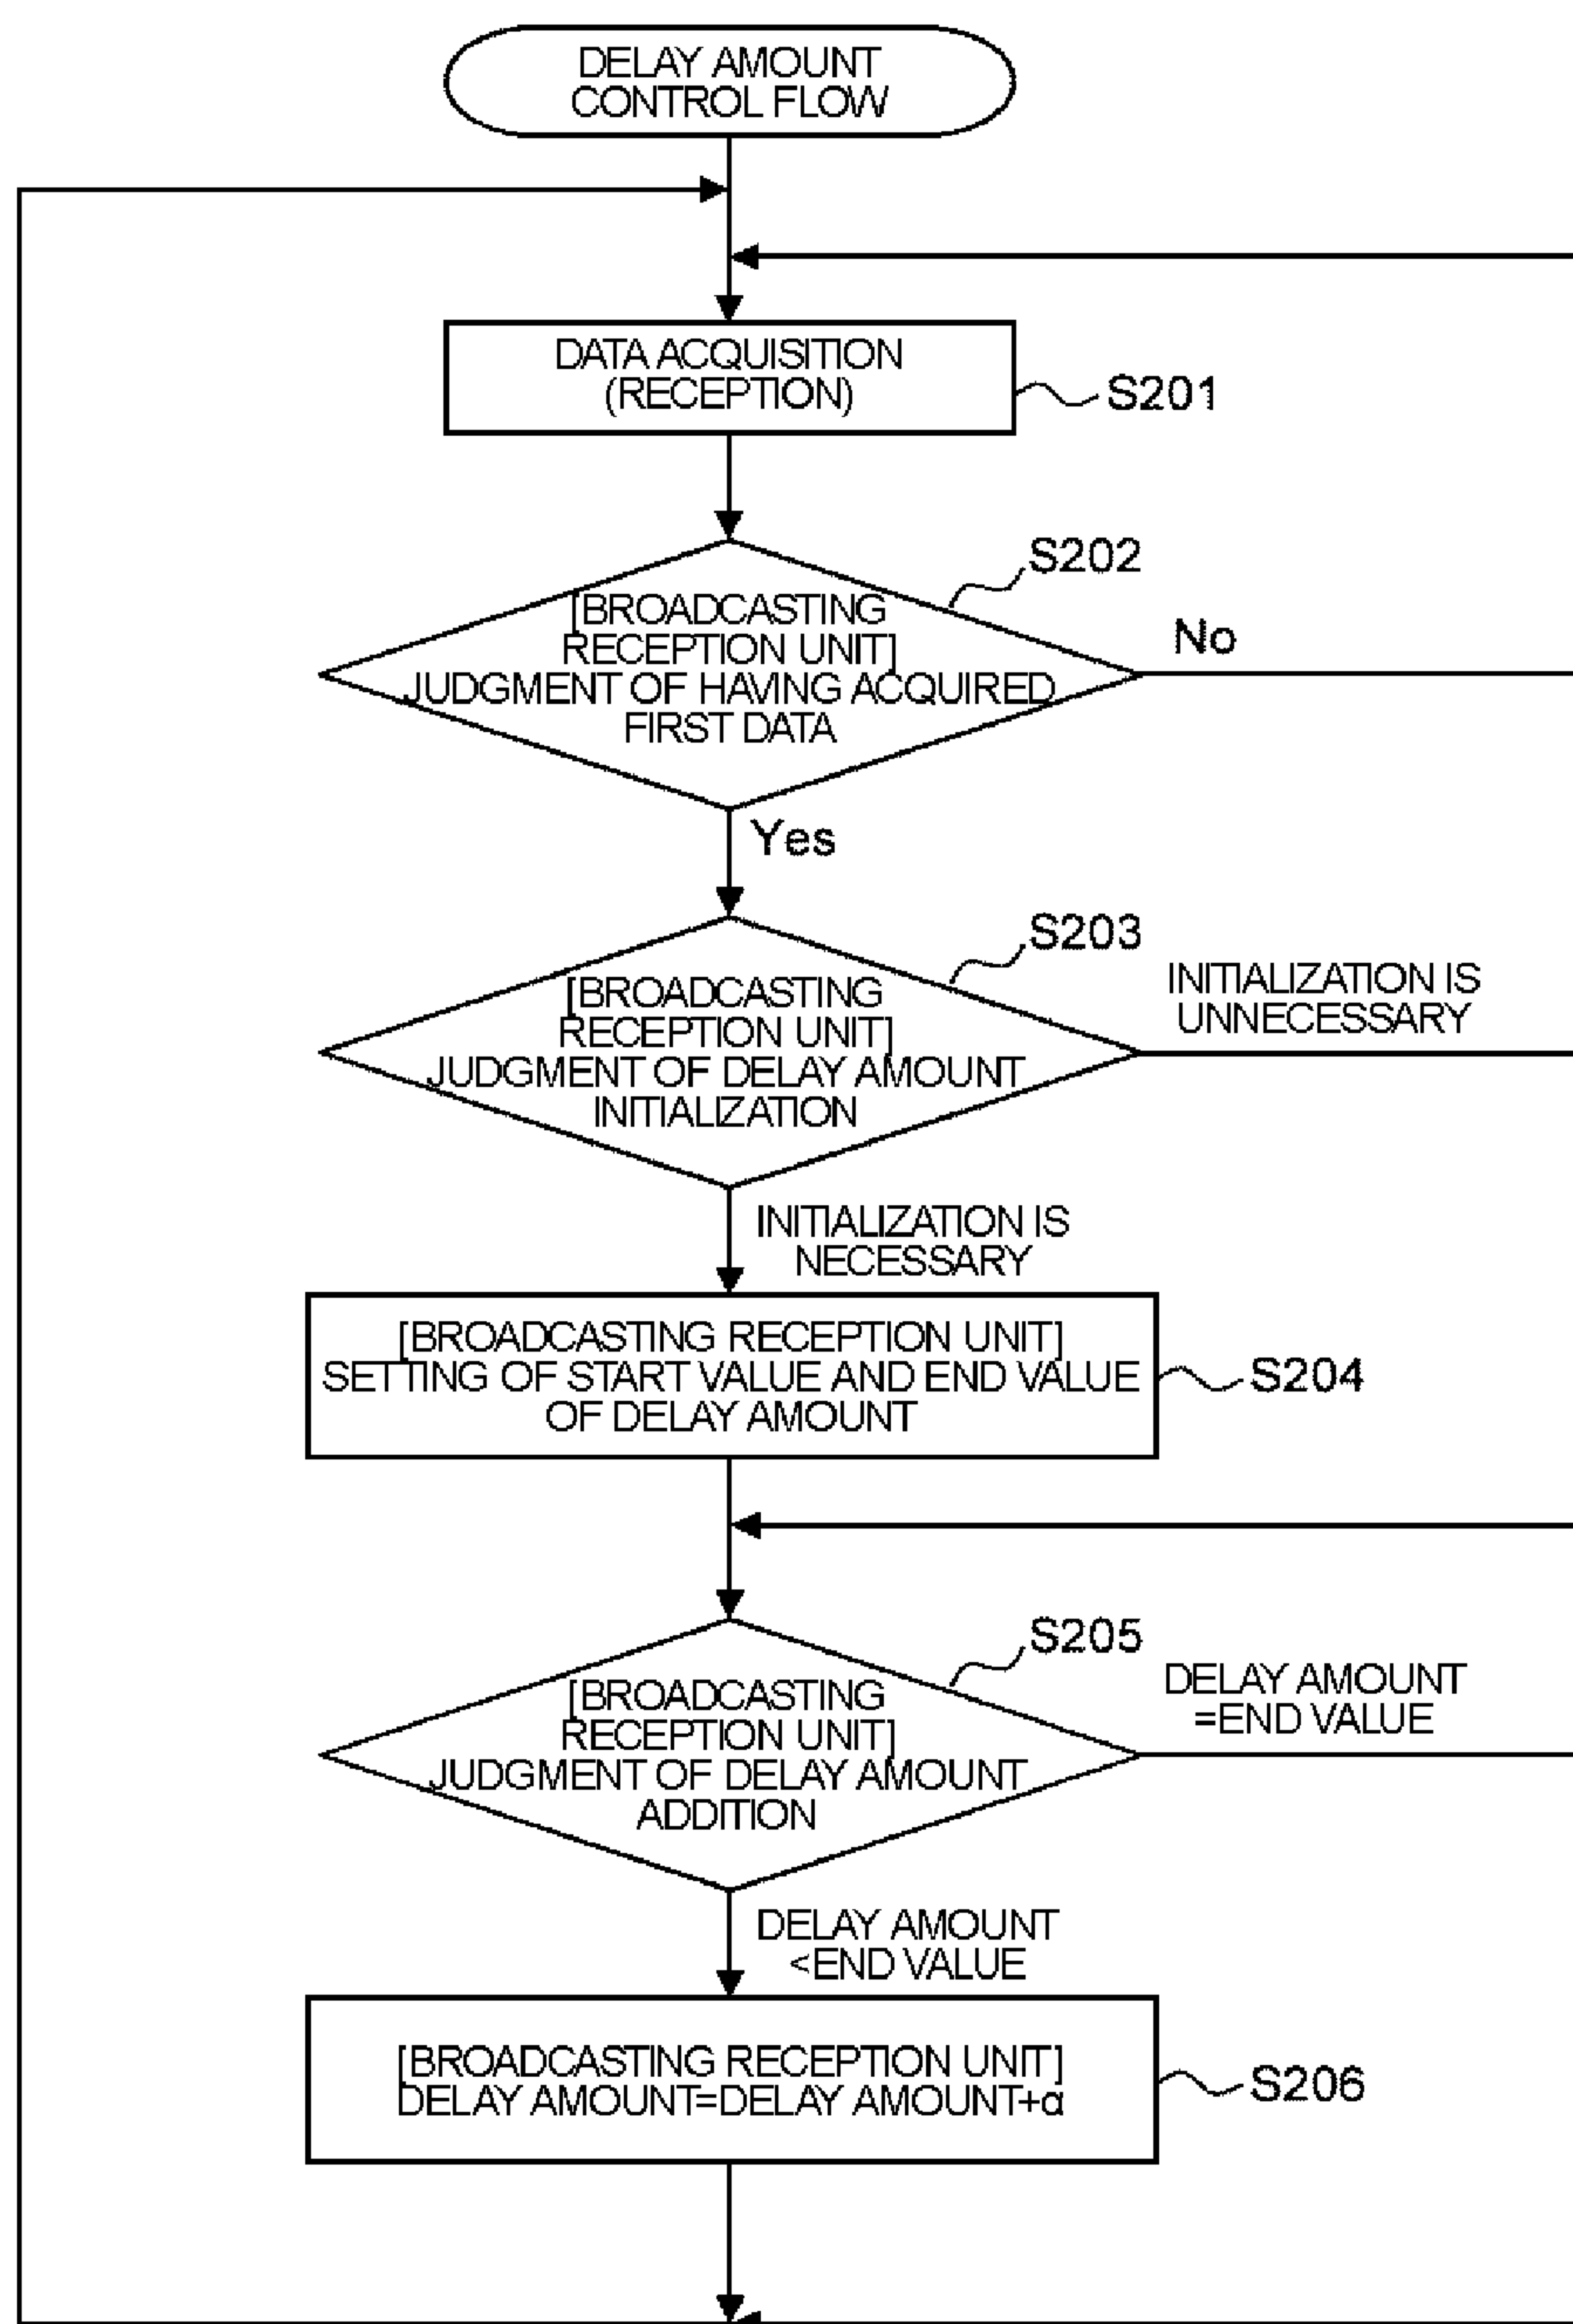 DELAY AMOUNT
CONTROL FLOW
DATA ACQUISITION
(RECEPTION)
S201
S202
[BROADCASTING
RECEPTION UNIT]
JUDGMENT OF HAVING ACQUIRED
FIRST DATA
No
Yes
S203
[BROADCASTING
RECEPTION UNIT]
JUDGMENT OF DELAY AMOUNT
INITIALIZATION
INITIALIZATION IS
UNNECESSARY
INITIALIZATION IS
NECESSARY
[BROADCASTING RECEPTION UNIT]
SETTING OF START VALUE AND END VALUE
OF DELAY AMOUNT
S204
S205
[BROADCASTING
RECEPTION UNIT]
JUDGMENT OF DELAY AMOUNT
ADDITION
DELAY AMOUNT
=END VALUE
DELAY AMOUNT
<END VALUE
[BROADCASTING RECEPTION UNIT]
DELAY AMOUNT=DELAY AMOUNT+α
S206